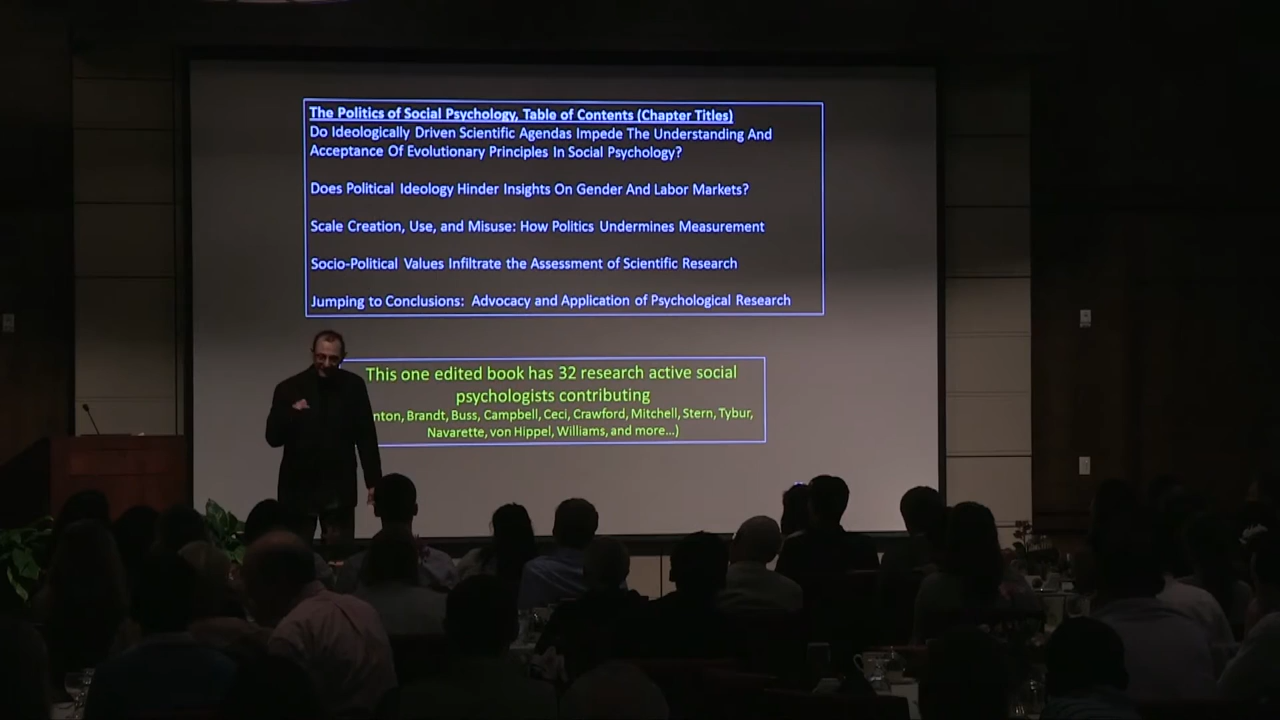 The Politics of Social Psychology, Table of Contents (Chapter Titles)
Do Ideologically Driven Scientific Agendas Impede The Understanding And
Acceptance Of Evolutionary Principles In Social Psychology?
Does Political Ideology Hinder Insights On Gender And Labor Markets?
Scale Creation, Use, and Misuse: How Politics Undermines Measurement
Socio-Political Values Infiltrate the Assessment of Scientific Research
Jumping to Conclusions: Advocacy and Application of Psychological Research
This one edited book has 32 research active social
psychologists contributing
nton, Brandt, Buss, Campbell, Ceci, Crawford, Mitchell, Stern, Tybur,
Navarette, von Hippel, Williams, and more...)